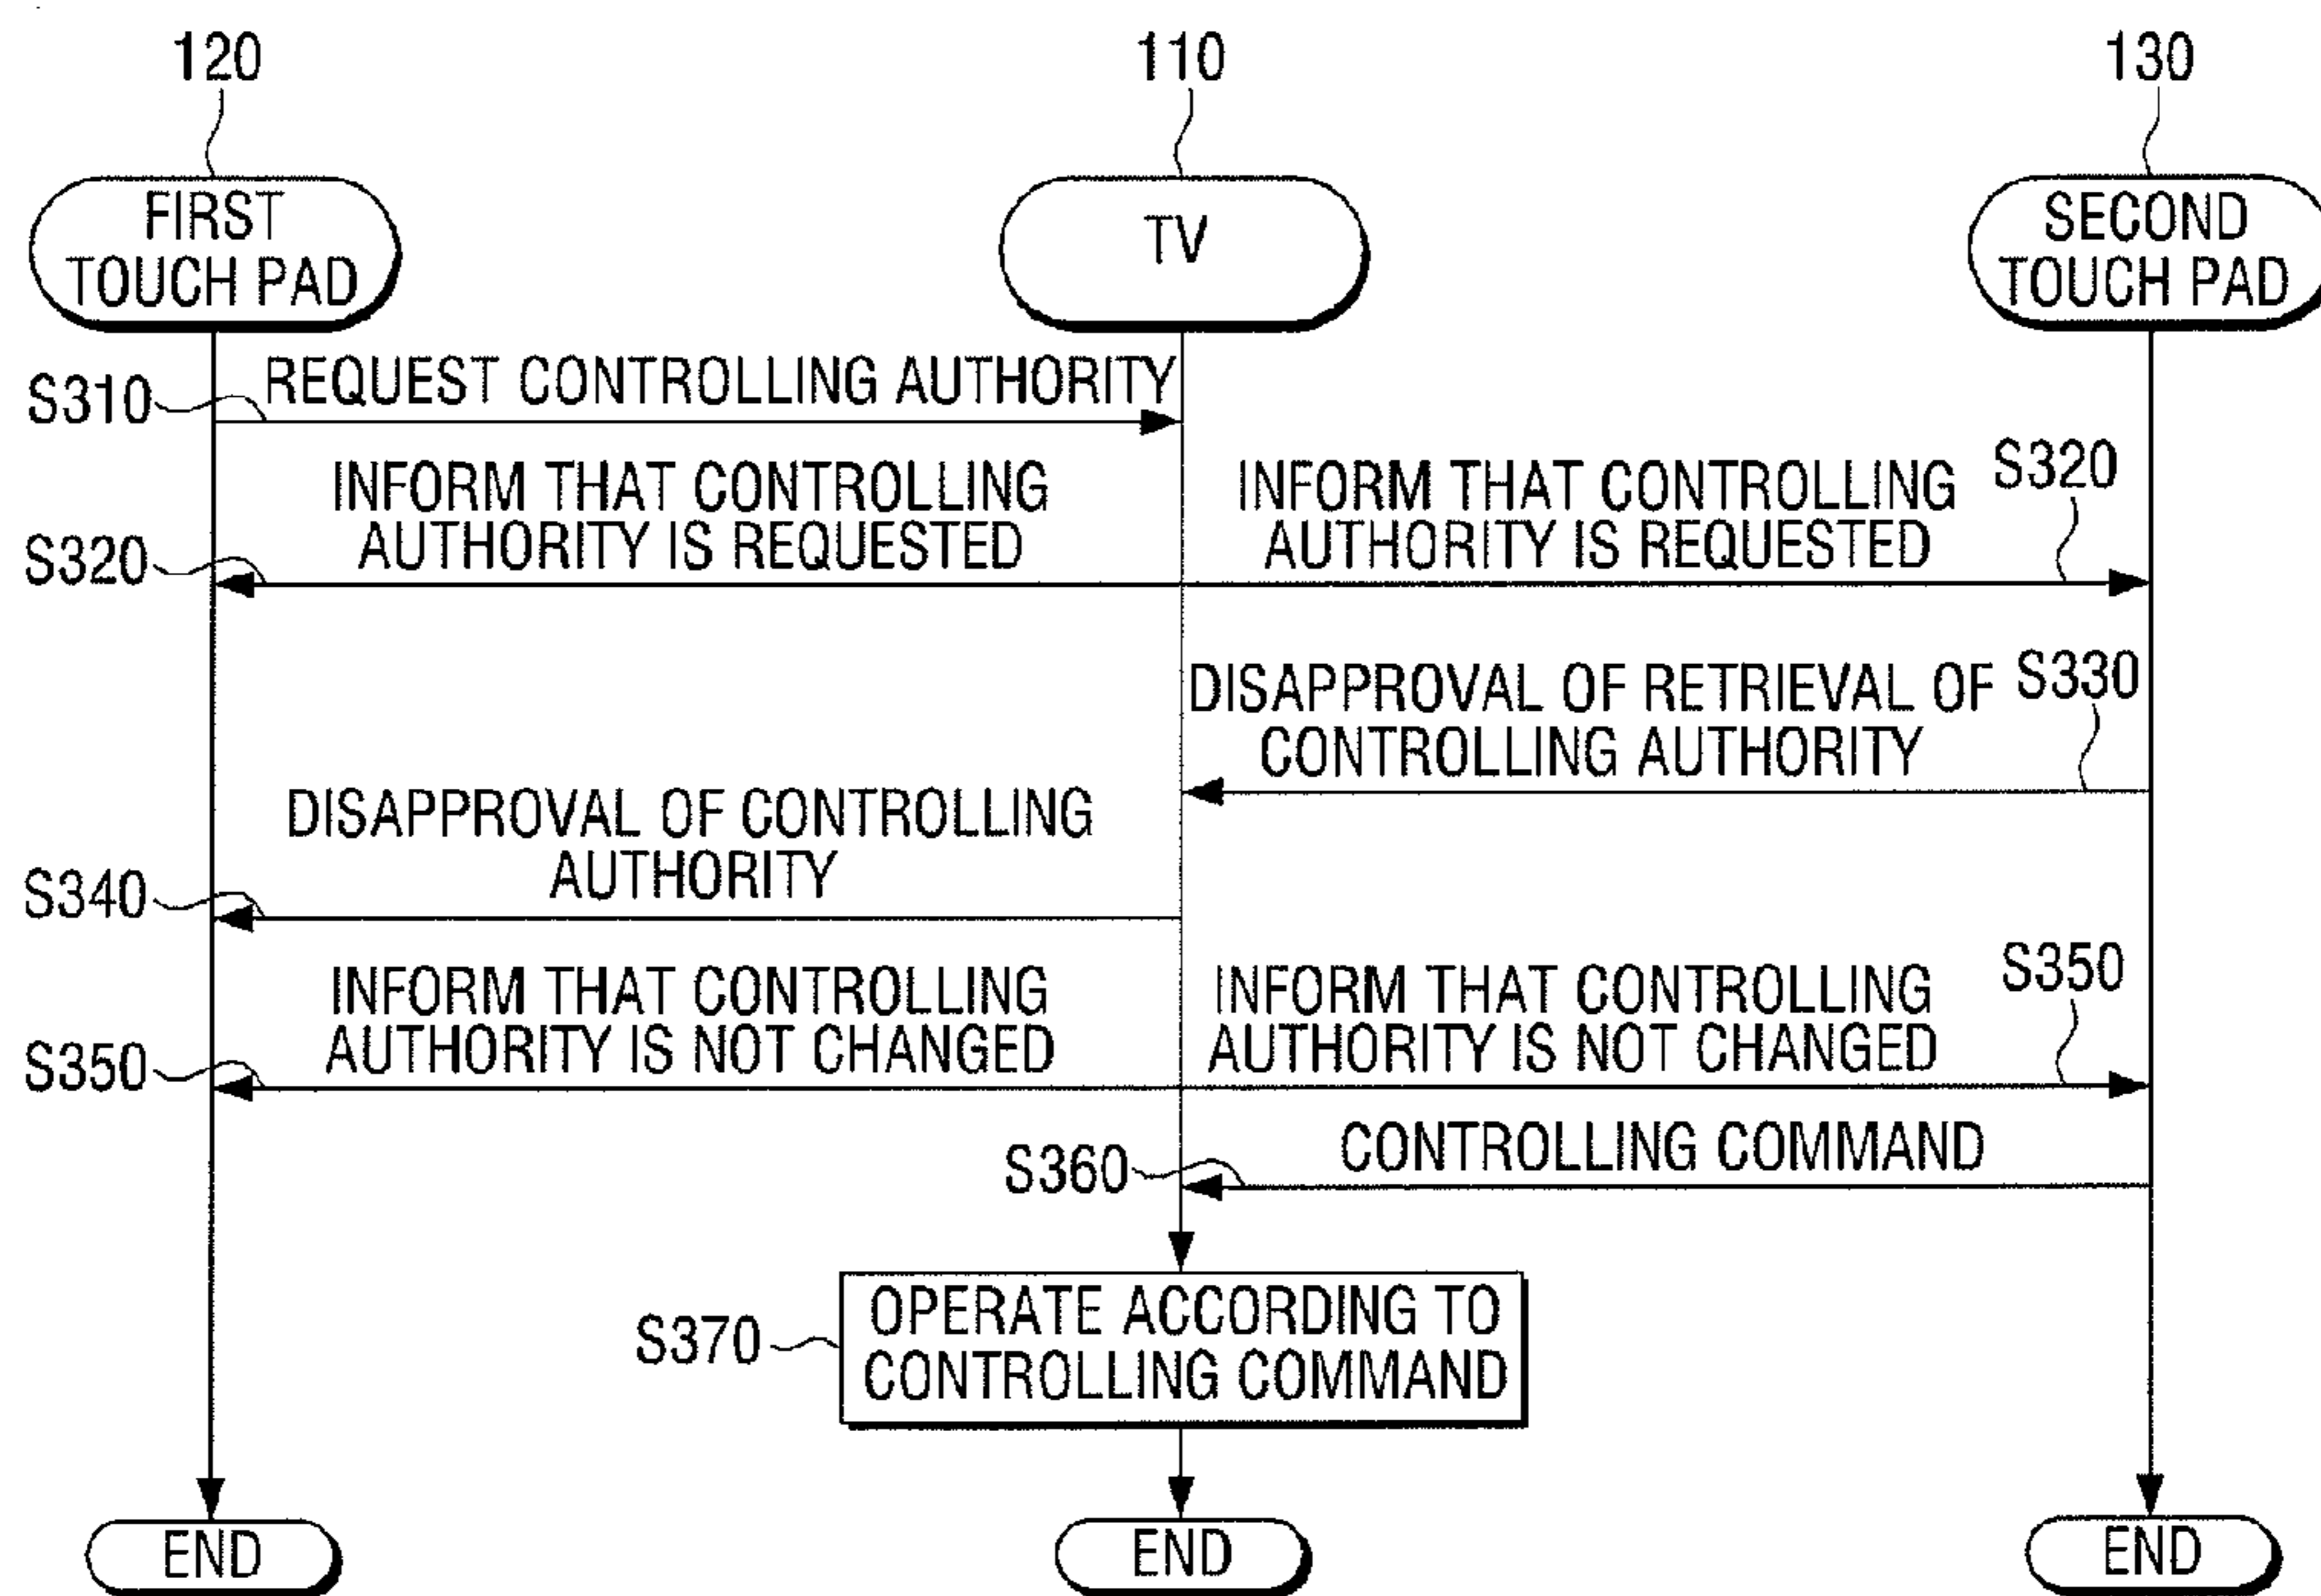 120
110
130
FIRST
TOUCH PAD
TV
SECOND
TOUCH PAD
S310
REQUEST CONTROLLING AUTHORITY
INFORM THAT CONTROLLING
AUTHORITY IS REQUESTED
S320
INFORM THAT CONTROLLING
AUTHORITY IS REQUESTED
S320
DISAPPROVAL OF RETRIEVAL OF
CONTROLLING AUTHORITY
S330
DISAPPROVAL OF CONTROLLING
AUTHORITY
S340
INFORM THAT CONTROLLING
AUTHORITY IS NOT CHANGED
S350
INFORM THAT CONTROLLING
AUTHORITY IS NOT CHANGED
S350
CONTROLLING COMMAND
S360
S370
OPERATE ACCORDING TO
CONTROLLING COMMAND
END
END
END